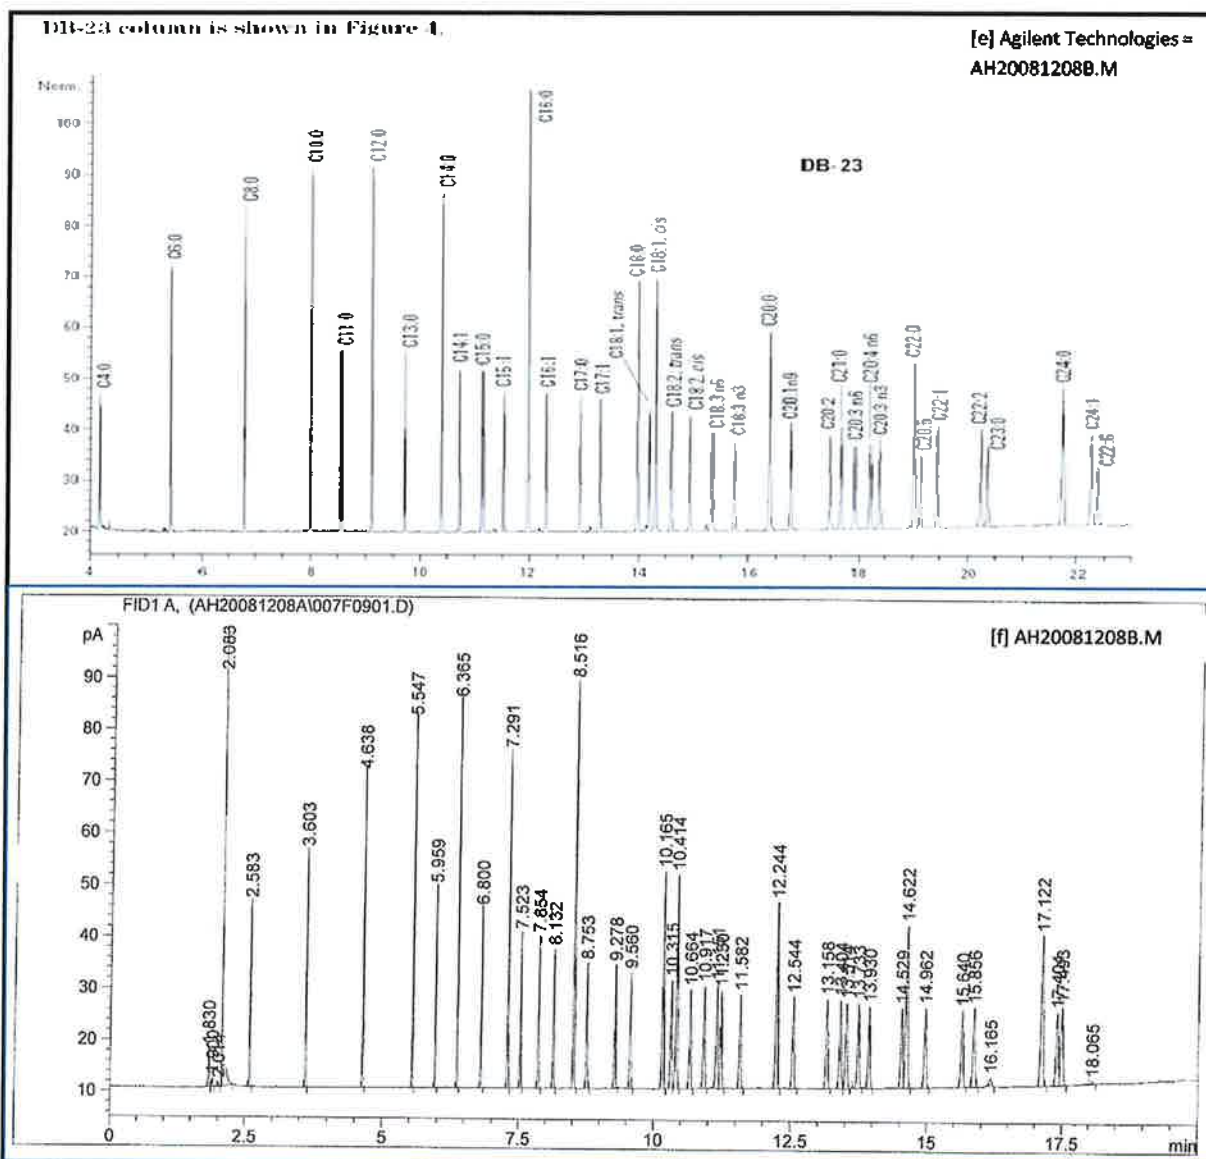 DB-23 column is shown in Figure 4.
[e] Agilent Technologies =
AH20081208B.M
Norm.
100
90
80
70
60
50
40
30
20
DB-23
C4:0
C6:0
C8:0
C10:0
C11:0
C12:0
C13:0
C14:0
C14:1
C15:0
C15:1
C16:0
C16:1
C17:0
C17:1
C18:1, trans
C18:0
C18:1, cis
C18:2, trans
C18:2, cis
C18:3 n6
C18:3 n3
C20:0
C20:1 n9
C20:2
C21:0
C20:3 n6
C20:4 n6
C20:3 n3
C22:0
C20:5
C22:1
C22:2
C23:0
C24:0
C24:1
C22:6
4 6 8 10 12 14 16 18 20 22
FID1 A, (AH20081208A\007F0901.D)
[f] AH20081208B.M
pA
90
80
70
60
50
40
30
20
10
2.083
2.583
3.603
4.638
5.547
5.959
6.365
6.800
7.291
7.523
7.854
8.132
8.516
8.753
9.278
9.560
10.165
10.315
10.414
10.664
10.917
11.250
11.582
12.244
12.544
13.158
13.404
13.733
13.930
14.529
14.622
14.962
15.640
15.856
16.165
17.122
17.404
17.493
18.065
0 2.5 5 7.5 10 12.5 15 17.5 min